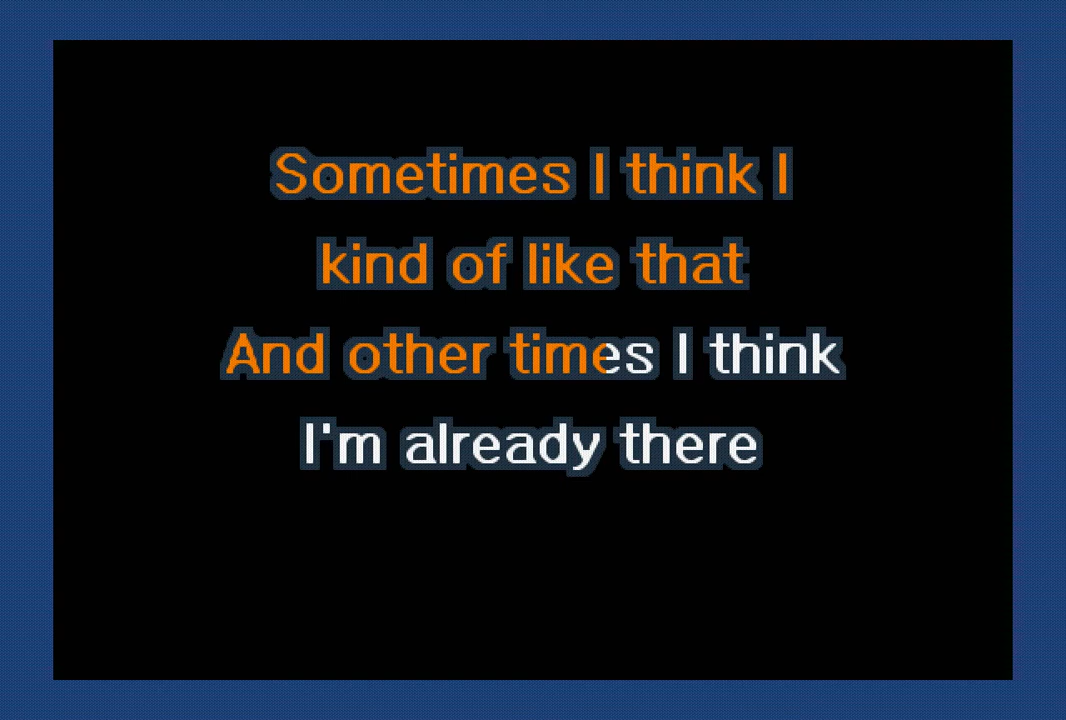 Sometimes I think I
kind of like that
And other times I think
I'm already there